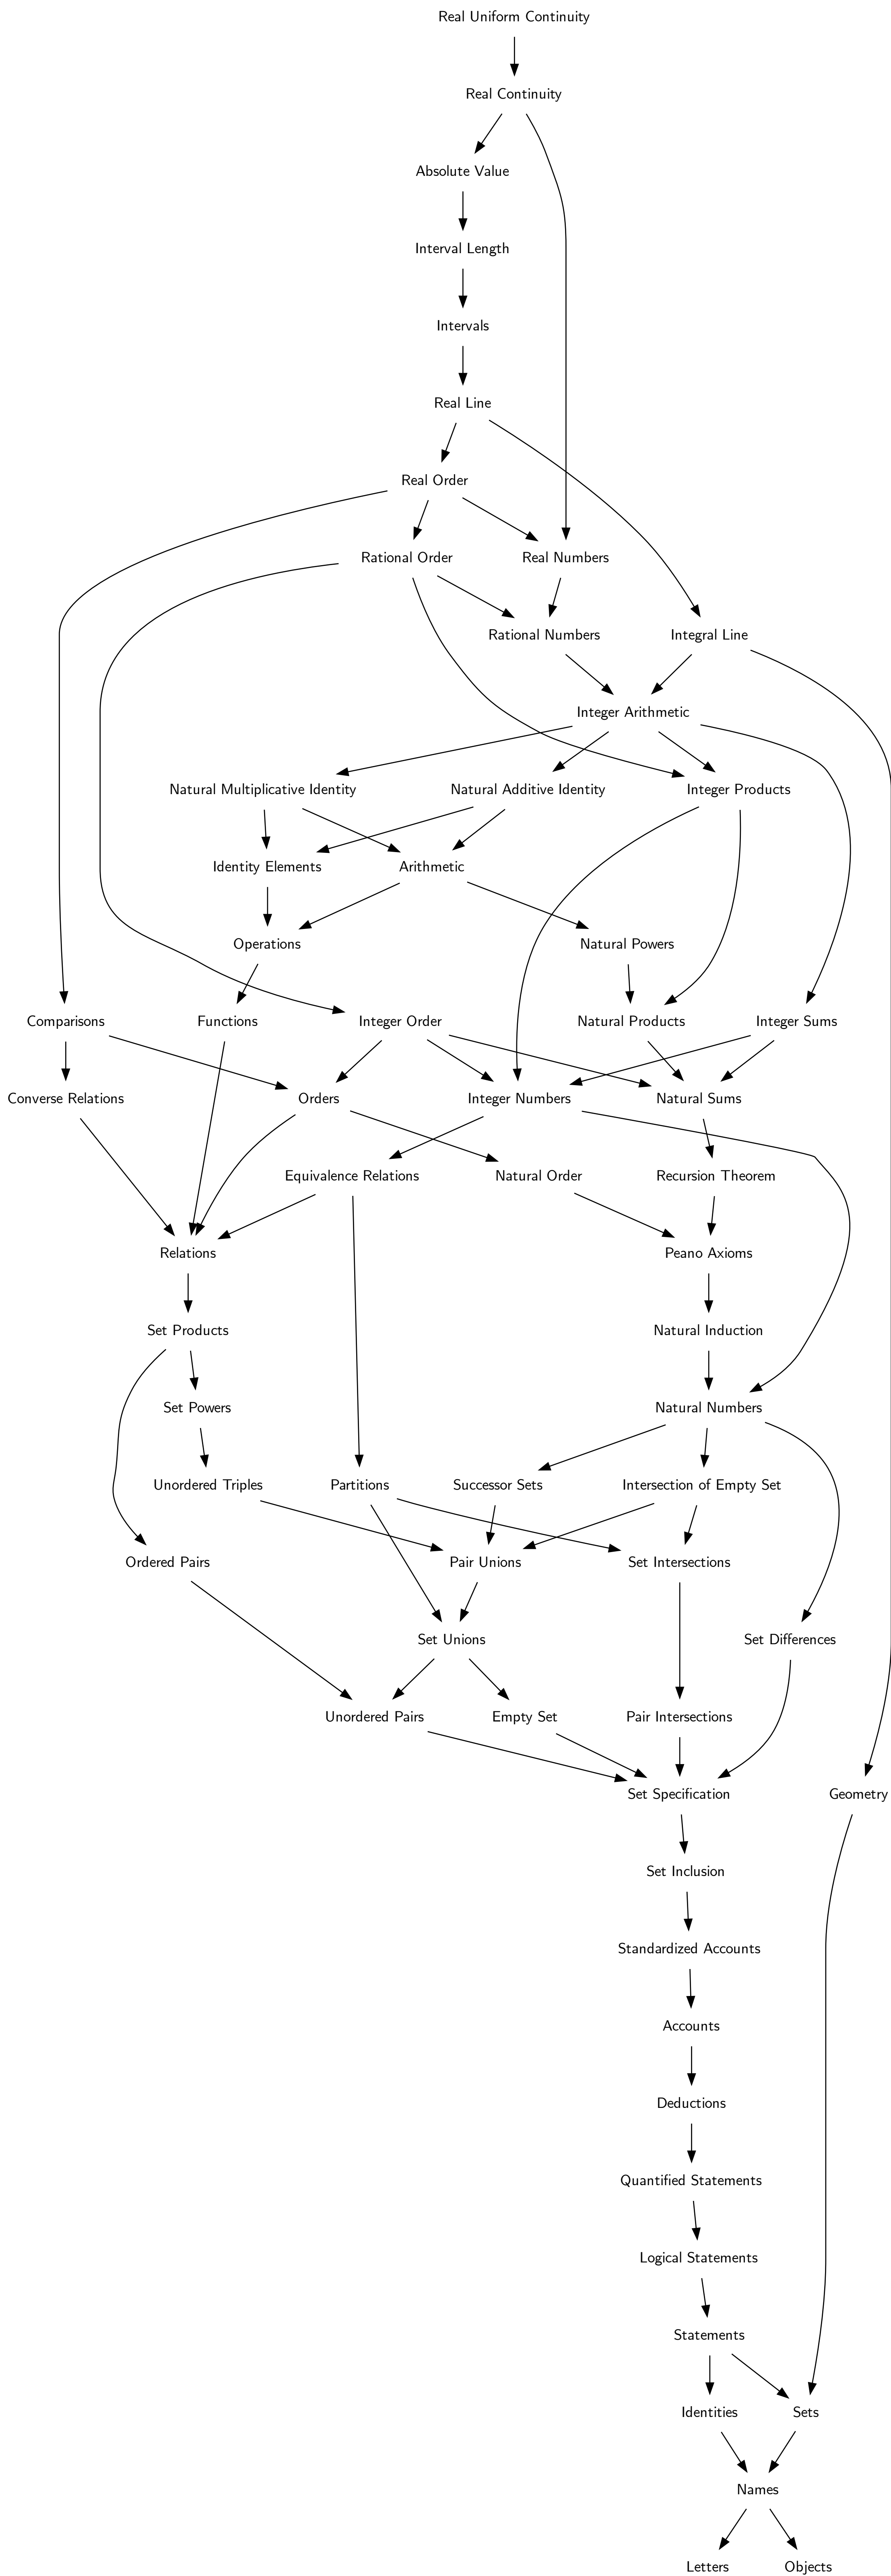 Real Uniform Continuity
Real Continuity
Absolute Value
Interval Length
Intervals
Real Line
Real Order
Rational Order
Real Numbers
Rational Numbers
Integral Line
Integer Arithmetic
Natural Multiplicative Identity
Natural Additive Identity
Integer Products
Identity Elements
Arithmetic
Operations
Natural Powers
Comparisons
Functions
Integer Order
Natural Products
Integer Sums
Converse Relations
Orders
Integer Numbers
Natural Sums
Equivalence Relations
Natural Order
Recursion Theorem
Relations
Peano Axioms
Set Products
Natural Induction
Set Powers
Natural Numbers
Unordered Triples
Partitions
Successor Sets
Intersection of Empty Set
Ordered Pairs
Pair Unions
Set Intersections
Set Unions
Set Differences
Unordered Pairs
Empty Set
Pair Intersections
Set Specification
Geometry
Set Inclusion
Standardized Accounts
Accounts
Deductions
Quantified Statements
Logical Statements
Statements
Identities
Sets
Names
Letters
Objects